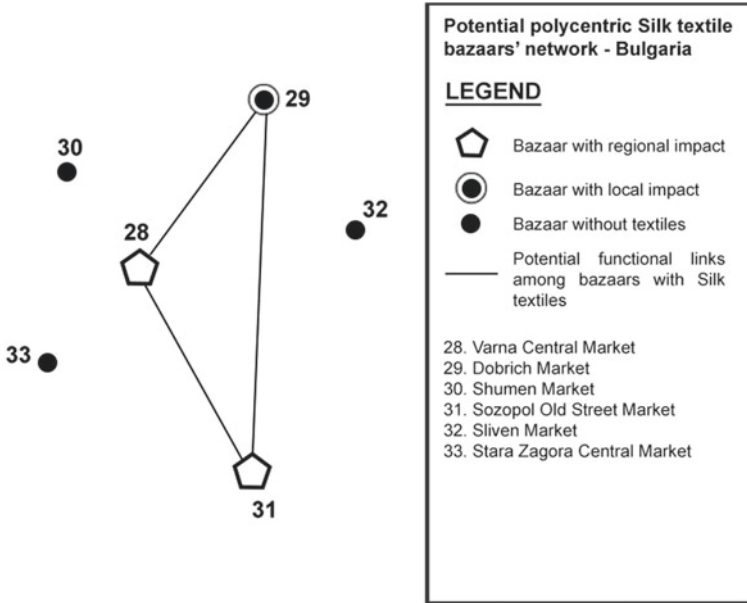 29
30
32
28
33
31
Potential polycentric Silk textile
bazaars' network - Bulgaria
LEGEND
Bazaar with regional impact
Bazaar with local impact
Bazaar without textiles
Potential functional links
among bazaars with Silk
textiles
28. Varna Central Market
29. Dobrich Market
30. Shumen Market
31. Sozopol Old Street Market
32. Sliven Market
33. Stara Zagora Central Market